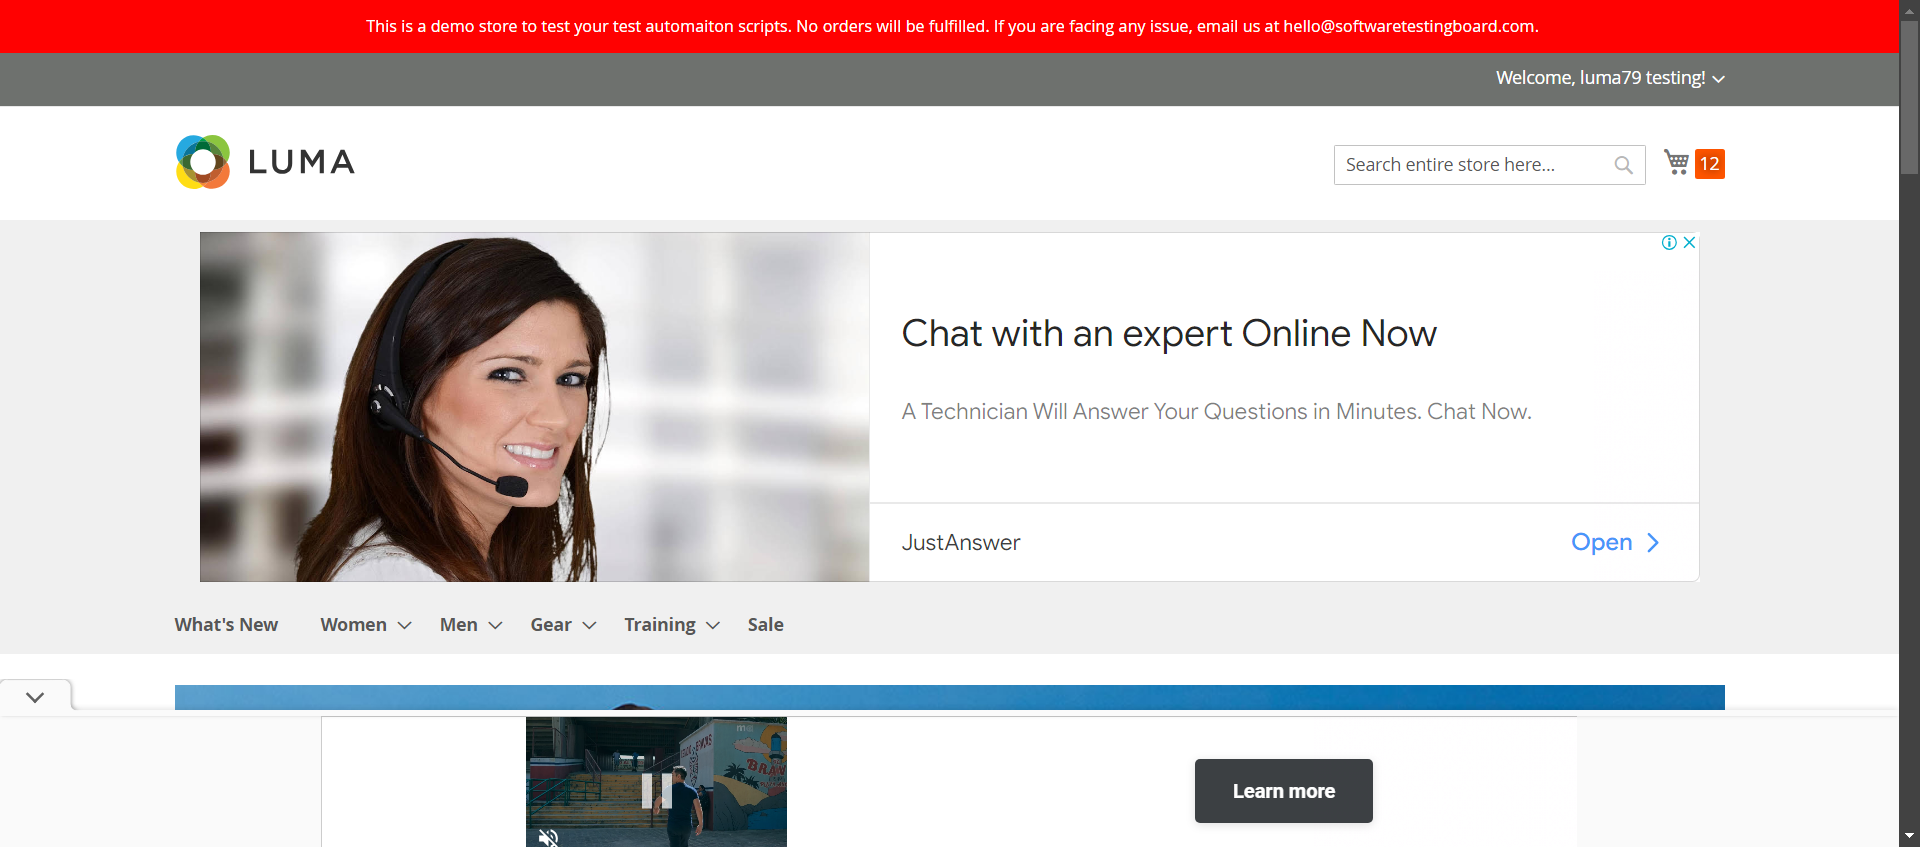 This is a demo store to test your test automaiton scripts. No orders will be fulfilled. If you are facing any issue, email us at hello@softwaretestingboard.com.
Welcome, luma79 testing!
LUMA
Search entire store here...
12
Chat with an expert Online Now
A Technician Will Answer Your Questions in Minutes. Chat Now.
JustAnswer
Open
What's New
Women
Men
Gear
Training
Sale
Learn more